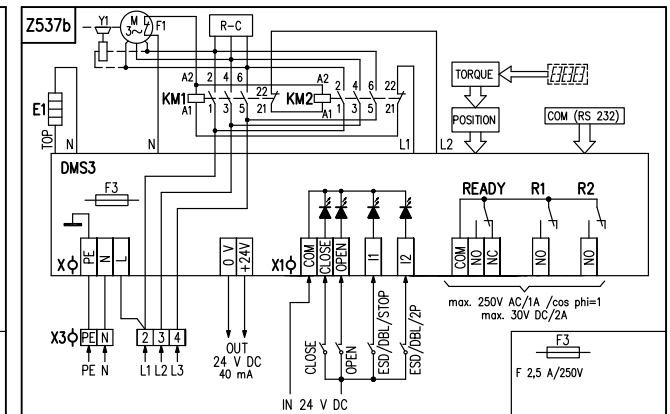 Z537b
Y1
M
3~
F1
R-C
A2
2 4 6
22
KM1
A1
1 3 5
21
A2
2 4 6
22
KM2
A1
1 3 5
21
E1
TOP
N
N
L1
L2
TORQUE
POSITION
COM (RS 232)
DMS3
F3
READY
R1
R2
X
PE
N
L
0 V
+24V
X1
COM
CLOSE
OPEN
I1
I2
COM
NO
NC
NO
NO
max. 250V AC/1A /cos phi=1
max. 30V DC/2A
X3
PE
N
2
3
4
PE N
L1 L2 L3
OUT
24 V DC
40 mA
CLOSE
OPEN
ESD/DBL/STOP
ESD/DBL/2P
IN 24 V DC
F3
F 2,5 A/250V